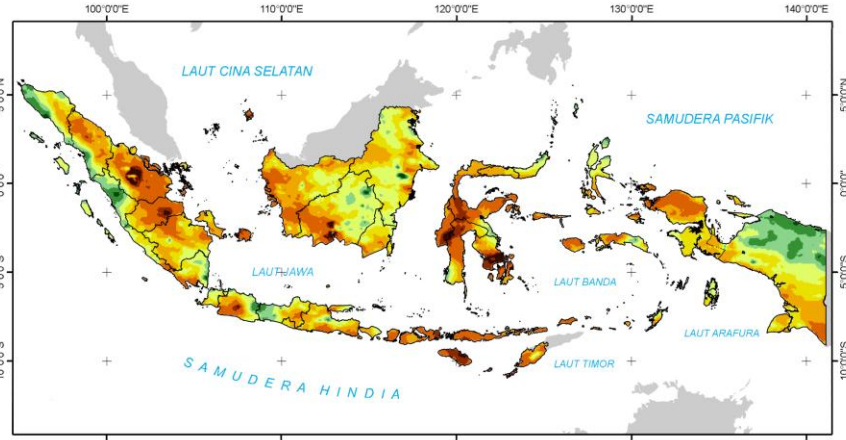 100°0'0"E 110°0'0"E 120°0'0"E 130°0'0"E 140°0'0"E
LAUT CINA SELATAN
5°0'0"N
SAMUDERA PASIFIK
0°0'0"
LAUT JAWA
5°0'0"S
LAUT BANDA
LAUT ARAFURA
10°0'0"S
LAUT TIMOR
SAMUDERA HINDIA